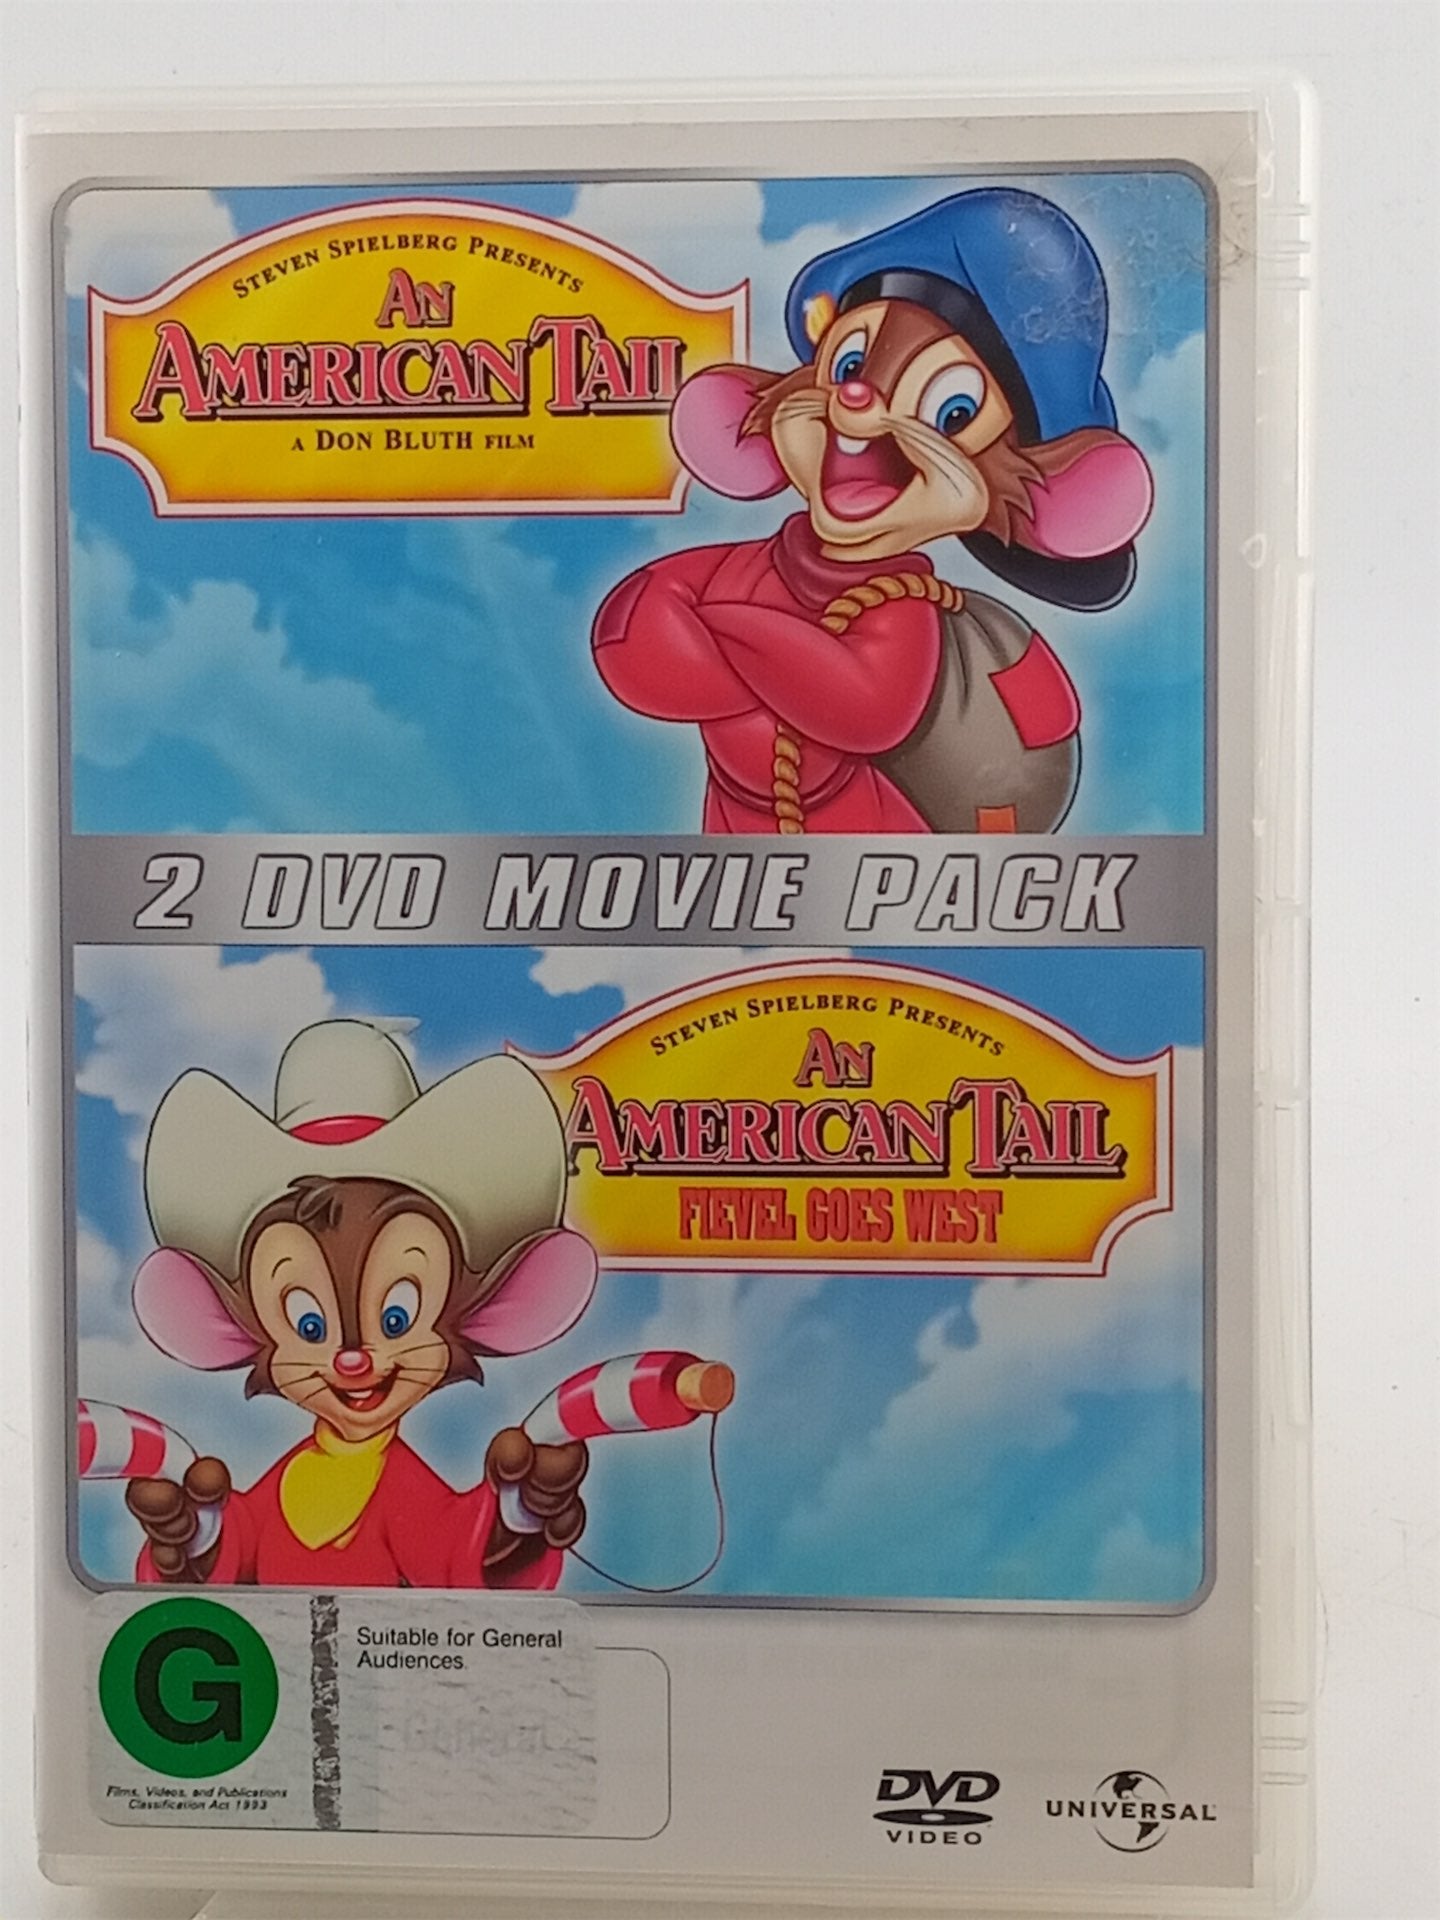 STEVEN SPIELBERG PRESENTS
AN
AMERICAN TAIL
A DON BLUTH FILM
2 DVD MOVIE PACK
STEVEN SPIELBERG PRESENTS
AN
AMERICAN TAIL
FIEVEL GOES WEST
G
Suitable for General
Audiences.
General
Films, Videos, and Publications
Classification Act 1993
DVD
VIDEO
UNIVERSAL